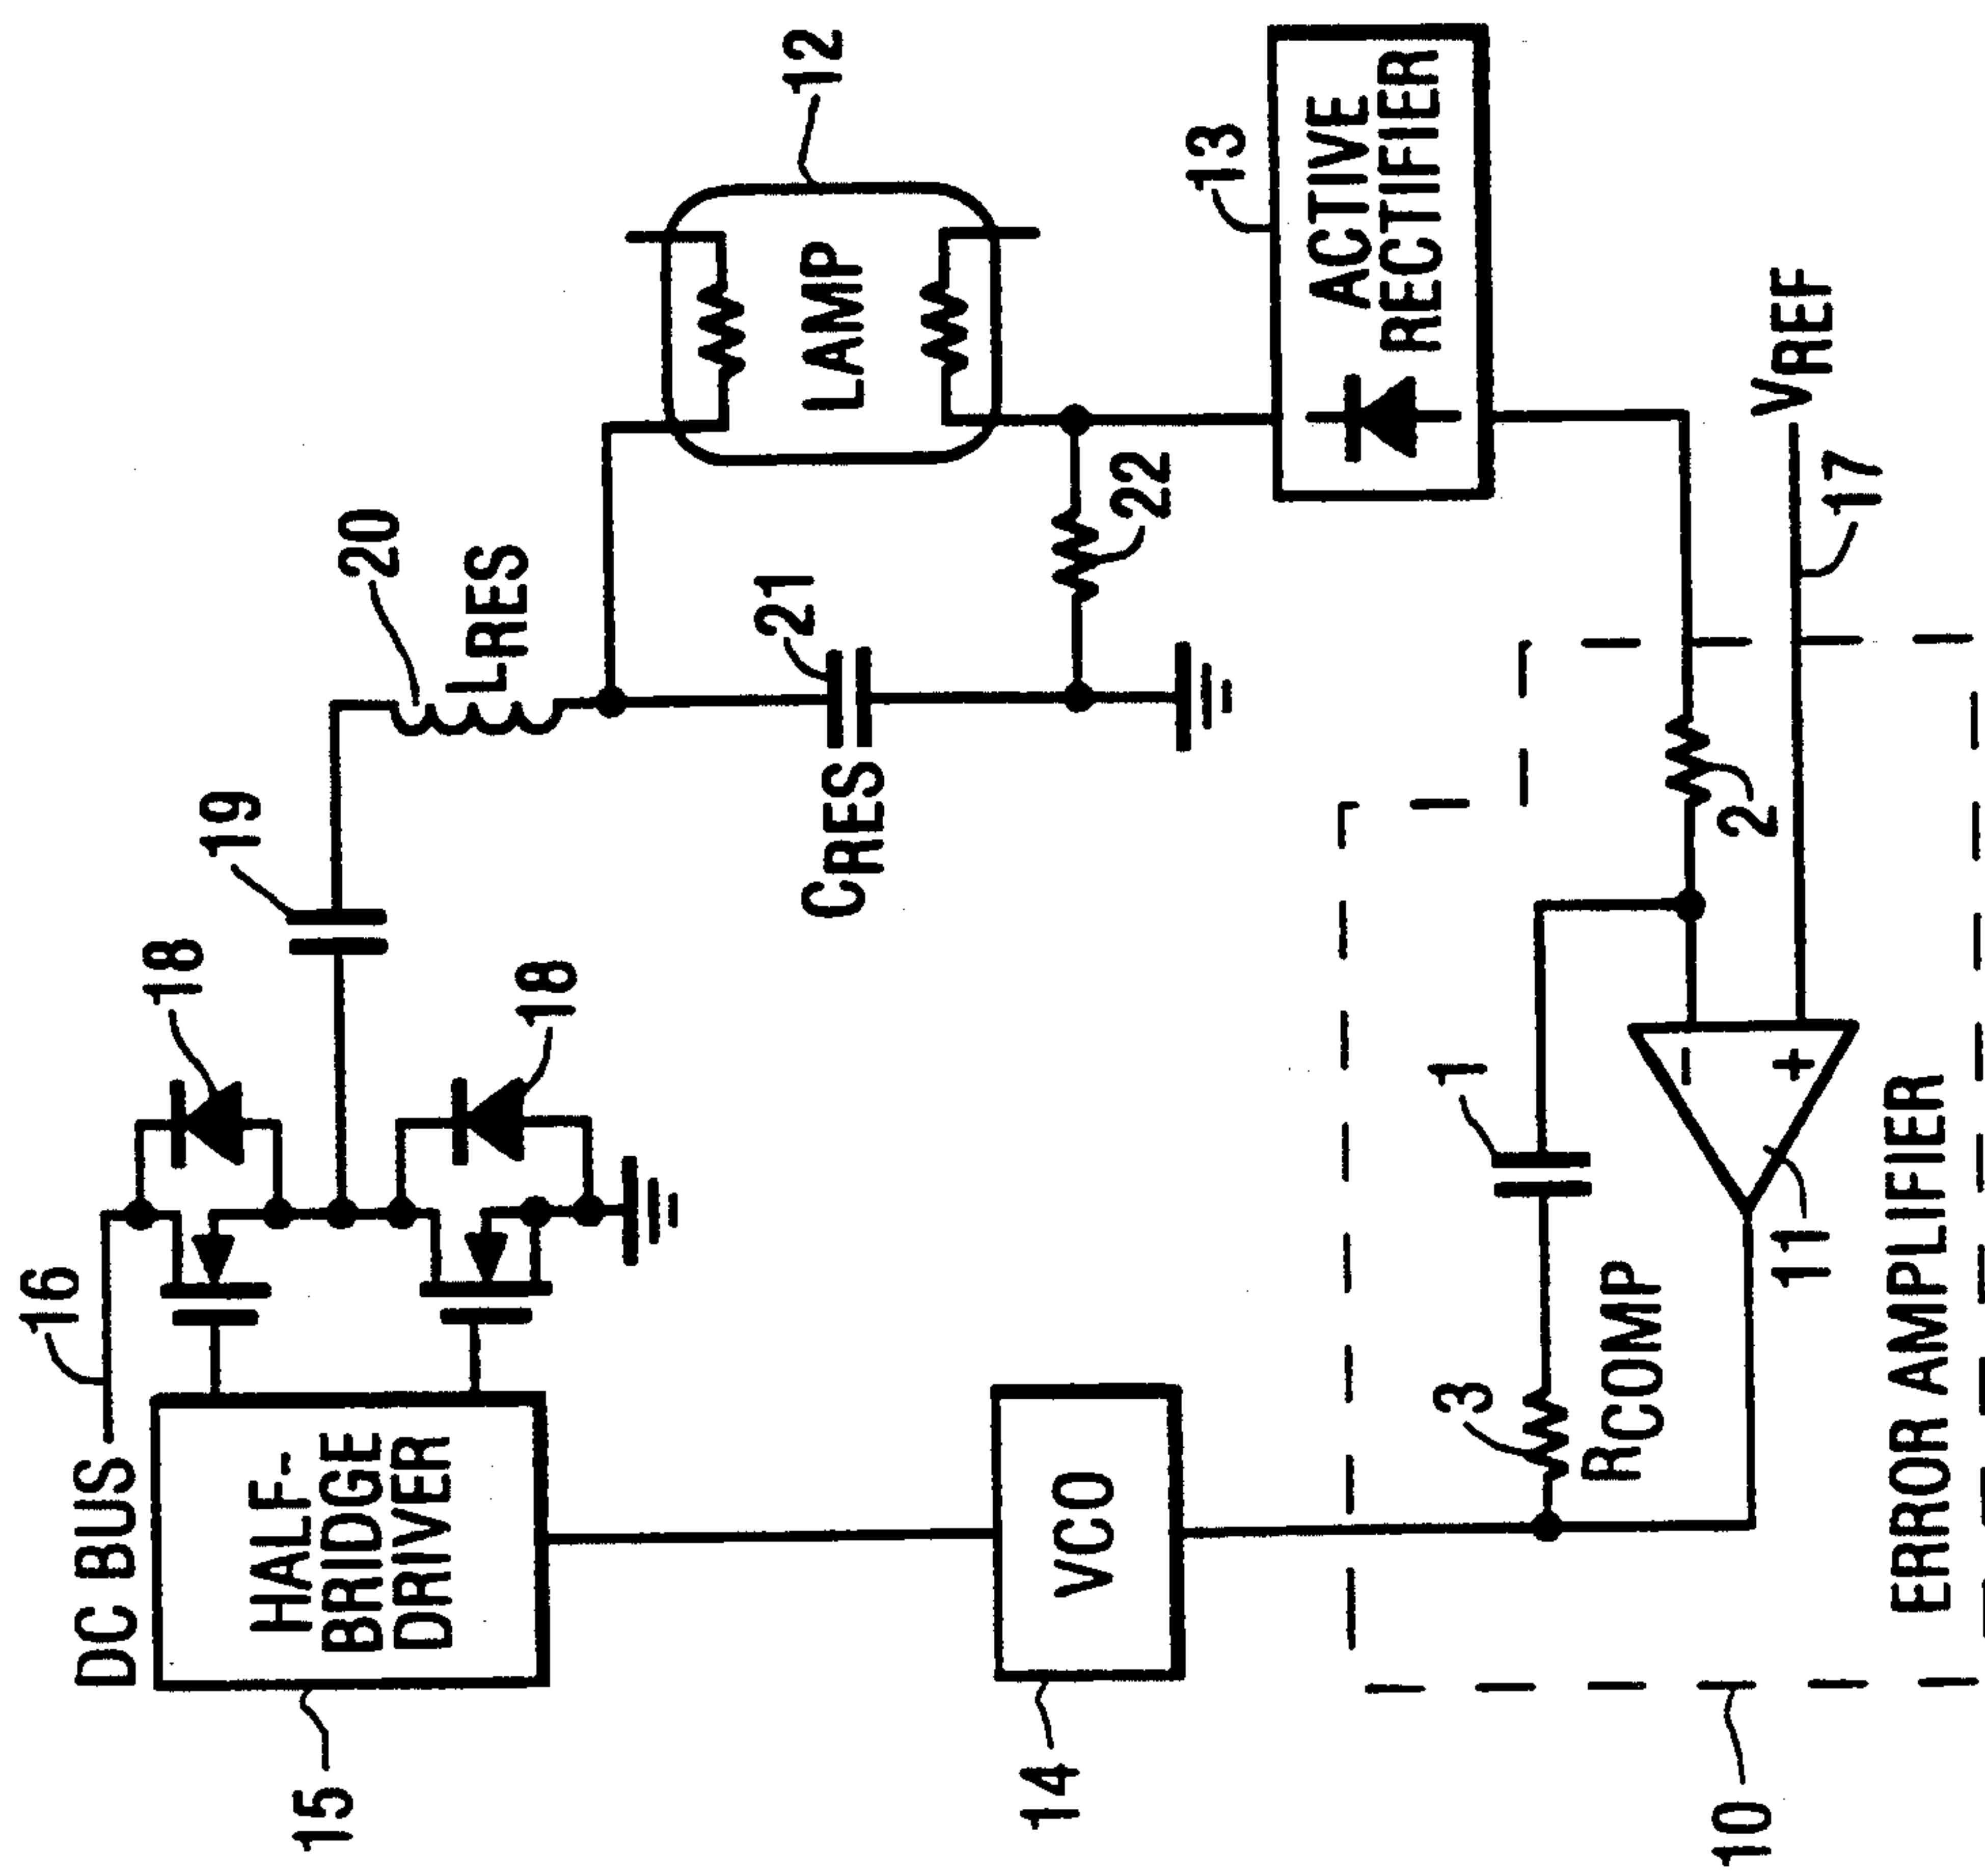 16
DC BUS
18
19
20
LRES
15
HALF-
BRIDGE
DRIVER
18
12
LAMP
21
CRES
22
13
ACTIVE
RECTIFIER
14
VCO
VREF
17
1
3
RCOMP
2
-
+
11
10
ERROR AMPLIFIER